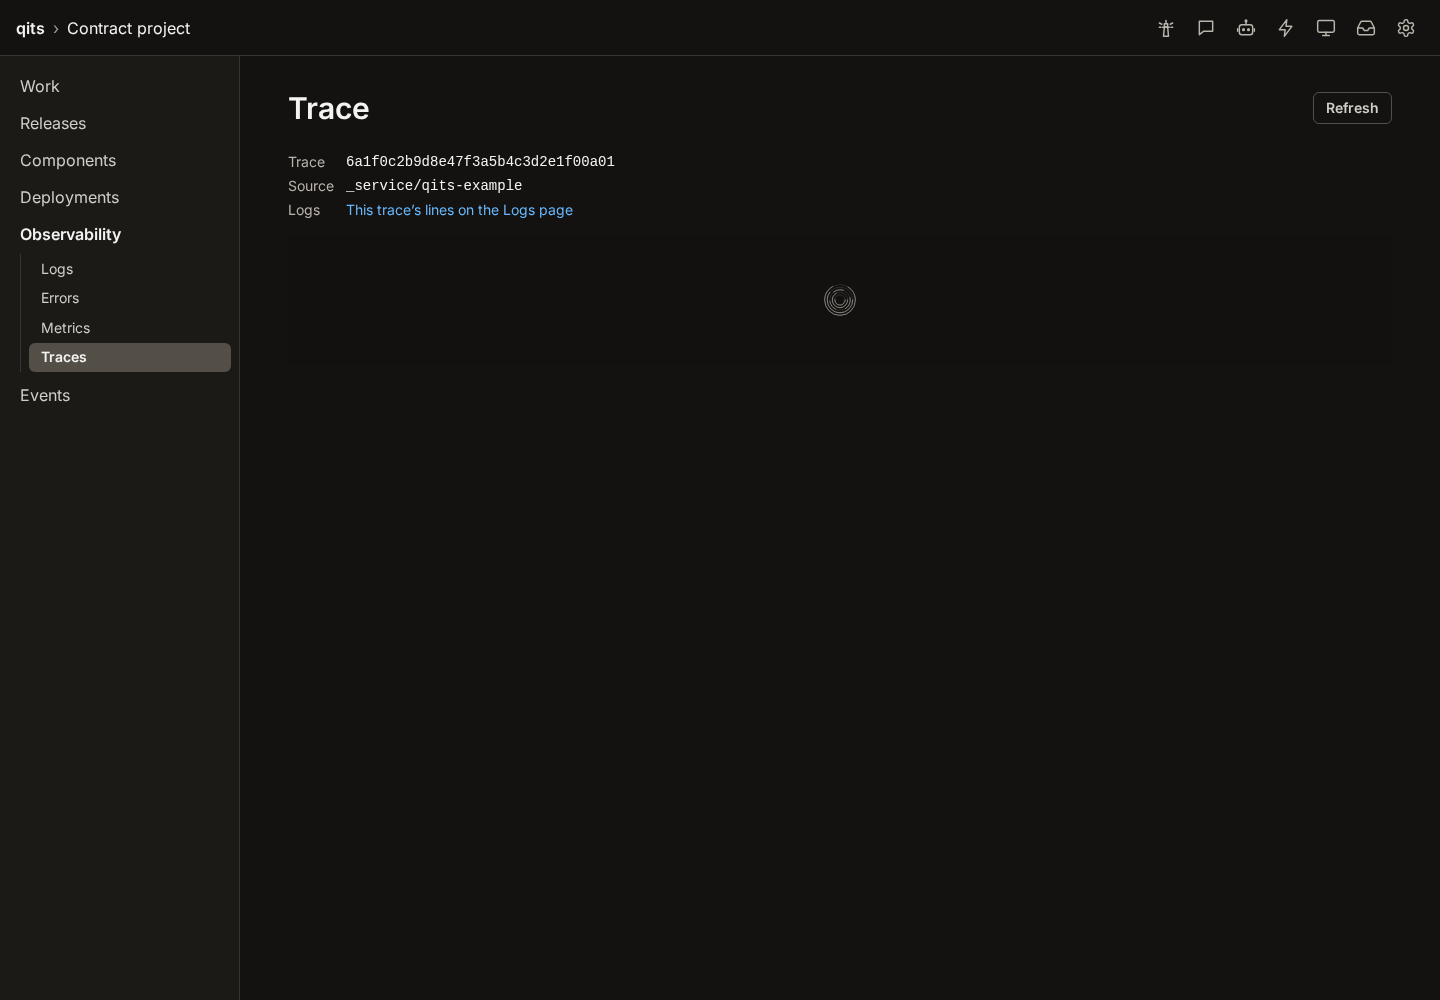 qits › Contract project
Work
Releases
Components
Deployments
Observability
Logs
Errors
Metrics
Traces
Events
Trace
Refresh
Trace 6a1f0c2b9d8e47f3a5b4c3d2e1f00a01
Source _service/qits-example
Logs This trace’s lines on the Logs page